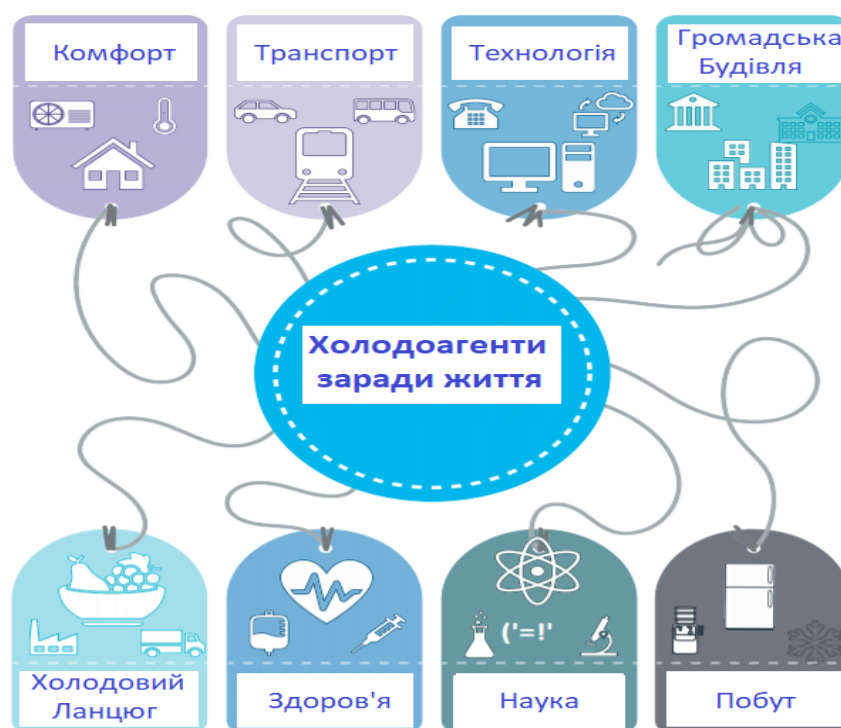 Комфорт
Транспорт
Технологія
Громадська
Будівля
Холодоагенти
заради життя
('=!'
Холодовий
Ланцюг
Здоров'я
Наука
Побут